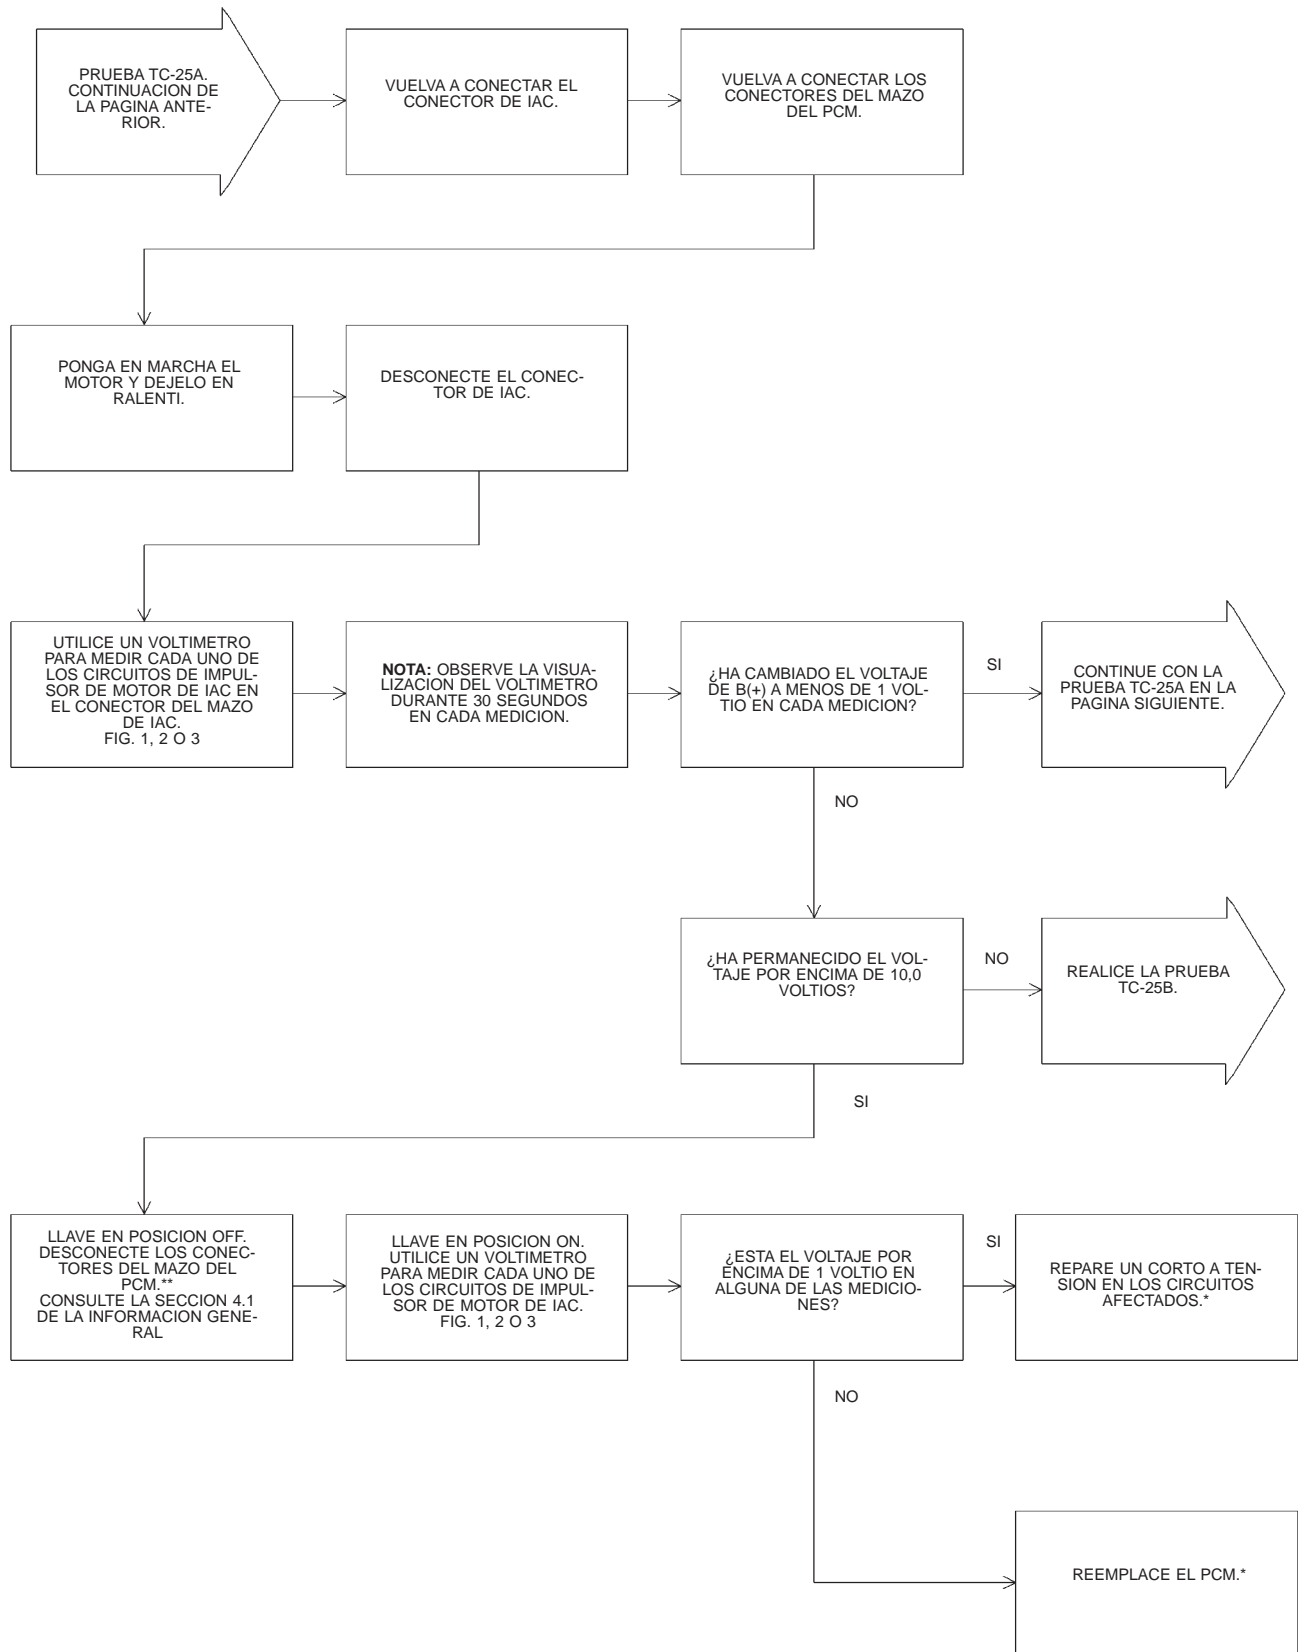 PRUEBA TC-25A.
CONTINUACION DE
LA PAGINA ANTE-
RIOR.
VUELVA A CONECTAR EL
CONECTOR DE IAC.
VUELVA A CONECTAR LOS
CONECTORES DEL MAZO
DEL PCM.
PONGA EN MARCHA EL
MOTOR Y DEJELO EN
RALENTI.
DESCONECTE EL CONEC-
TOR DE IAC.
UTILICE UN VOLTIMETRO
PARA MEDIR CADA UNO DE
LOS CIRCUITOS DE IMPUL-
SOR DE MOTOR DE IAC EN
EL CONECTOR DEL MAZO
DE IAC.
FIG. 1, 2 O 3
NOTA: OBSERVE LA VISUA-
LIZACION DEL VOLTIMETRO
DURANTE 30 SEGUNDOS
EN CADA MEDICION.
¿HA CAMBIADO EL VOLTAJE
DE B(+) A MENOS DE 1 VOL-
TIO EN CADA MEDICION?
SI
CONTINUE CON LA
PRUEBA TC-25A EN LA
PAGINA SIGUIENTE.
NO
¿HA PERMANECIDO EL VOL-
TAJE POR ENCIMA DE 10,0
VOLTIOS?
NO
REALICE LA PRUEBA
TC-25B.
SI
LLAVE EN POSICION OFF.
DESCONECTE LOS CONEC-
TORES DEL MAZO DEL
PCM.**
CONSULTE LA SECCION 4.1
DE LA INFORMACION GENE-
RAL
LLAVE EN POSICION ON.
UTILICE UN VOLTIMETRO
PARA MEDIR CADA UNO DE
LOS CIRCUITOS DE IMPUL-
SOR DE MOTOR DE IAC.
FIG. 1, 2 O 3
¿ESTA EL VOLTAJE POR
ENCIMA DE 1 VOLTIO EN
ALGUNA DE LAS MEDICIO-
NES?
SI
REPARE UN CORTO A TEN-
SION EN LOS CIRCUITOS
AFECTADOS.*
NO
REEMPLACE EL PCM.*